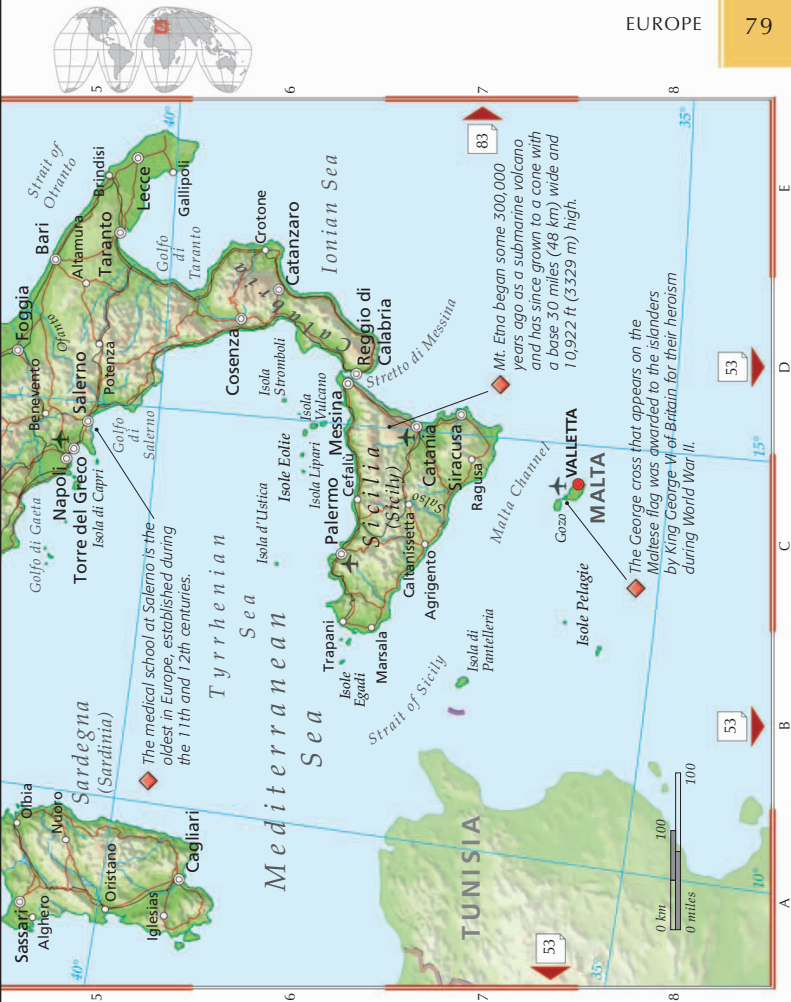 EUROPE 79
5
6
7
8
E
D
C
B
A
5
6
7
8
40°
35°
40°
35°
10°
15°
83
53
53
53
Strait of
Otranto
Brindisi
Lecce
Gallipoli
Bari
Altamura
Taranto
Golfo
di
Taranto
Foggia
Ofanto
Benevento
Potenza
Salerno
Napoli
Torre del Greco
Isola di Capri
Golfo di Gaeta
Golfo
di
Salerno
Crotone
Catanzaro
Ionian Sea
Cosenza
Calabria
Reggio di
Calabria
Stretto di Messina
Isola
Stromboli
Isola
Vulcano
Isole Eolie
Isola Lipari
Isola d'Ustica
Messina
Cefalù
Palermo
Sicilia
(Sicily)
Catania
Siracusa
Salso
Ragusa
Caltanissetta
Agrigento
Trapani
Marsala
Isole
Egadi
Malta Channel
VALLETTA
MALTA
Gozo
Isole Pelagie
Isola di
Pantelleria
Strait of Sicily
Tyrrhenian
Sea
Mediterranean
Sea
Sardegna
(Sardinia)
Olbia
Nuoro
Sassari
Alghero
Oristano
Iglesias
Cagliari
TUNISIA
The medical school at Salerno is the
oldest in Europe, established during
the 11th and 12th centuries.
Mt. Etna began some 300,000
years ago as a submarine volcano
and has since grown to a cone with
a base 30 miles (48 km) wide and
10,922 ft (3329 m) high.
The George cross that appears on the
Maltese flag was awarded to the islanders
by King George VI of Britain for their heroism
during World War II.
0 km 100
0 miles 100